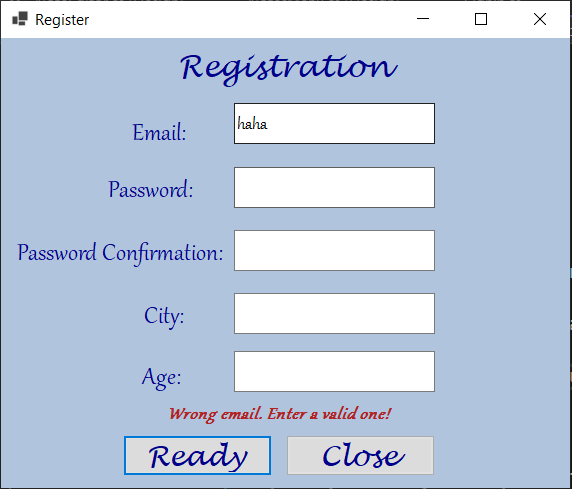 Register
Registration
Email: haha
Password:
Password Confirmation:
City:
Age:
Wrong email. Enter a valid one!
Ready Close